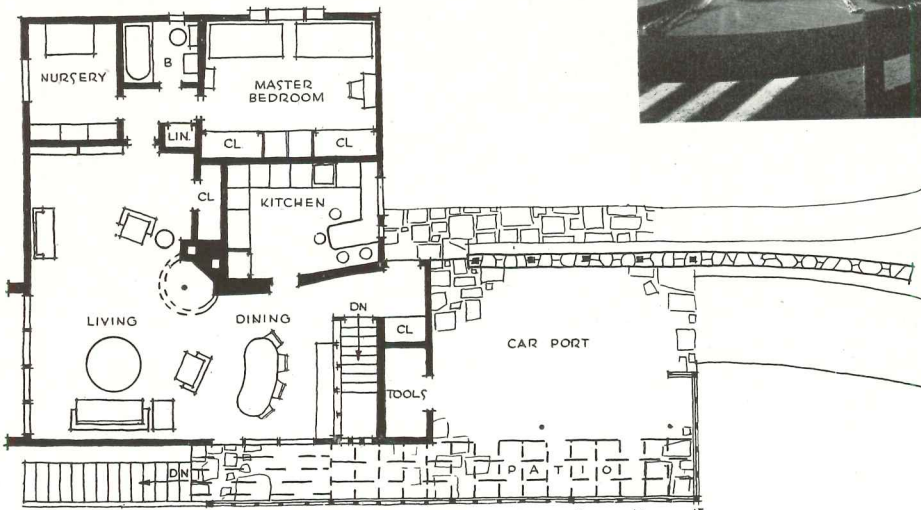 NURSERY
B
MASTER
BEDROOM
LIN.
CL
CL
CL
KITCHEN
LIVING
DINING
DN
CL
CAR PORT
TOOLS
DN
PATIO